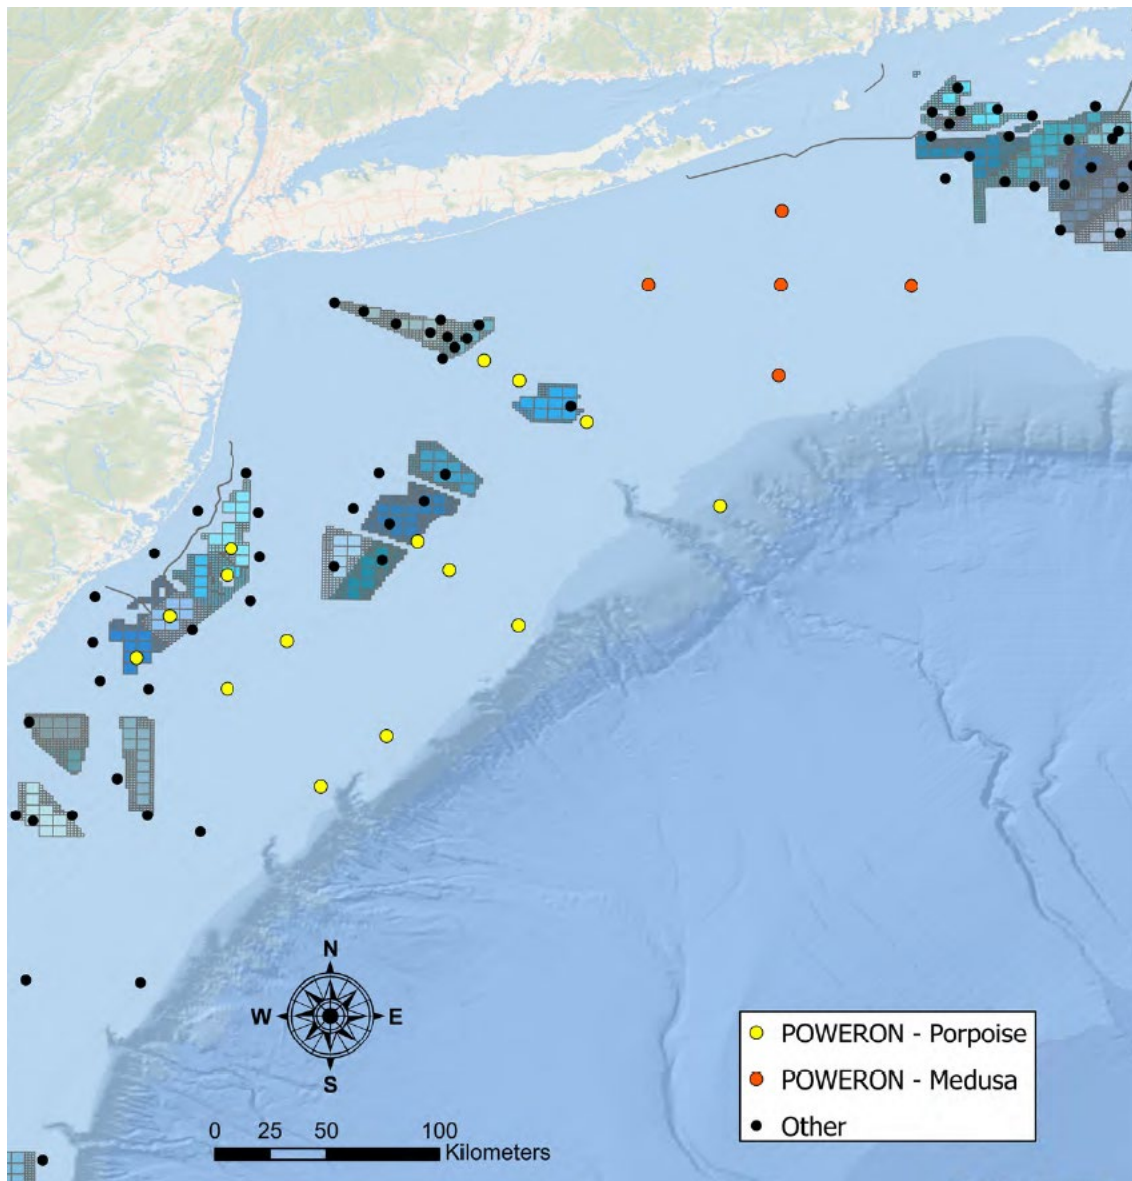 N
W E
S
0 25 50 100
Kilometers
POWERON - Porpoise
POWERON - Medusa
Other